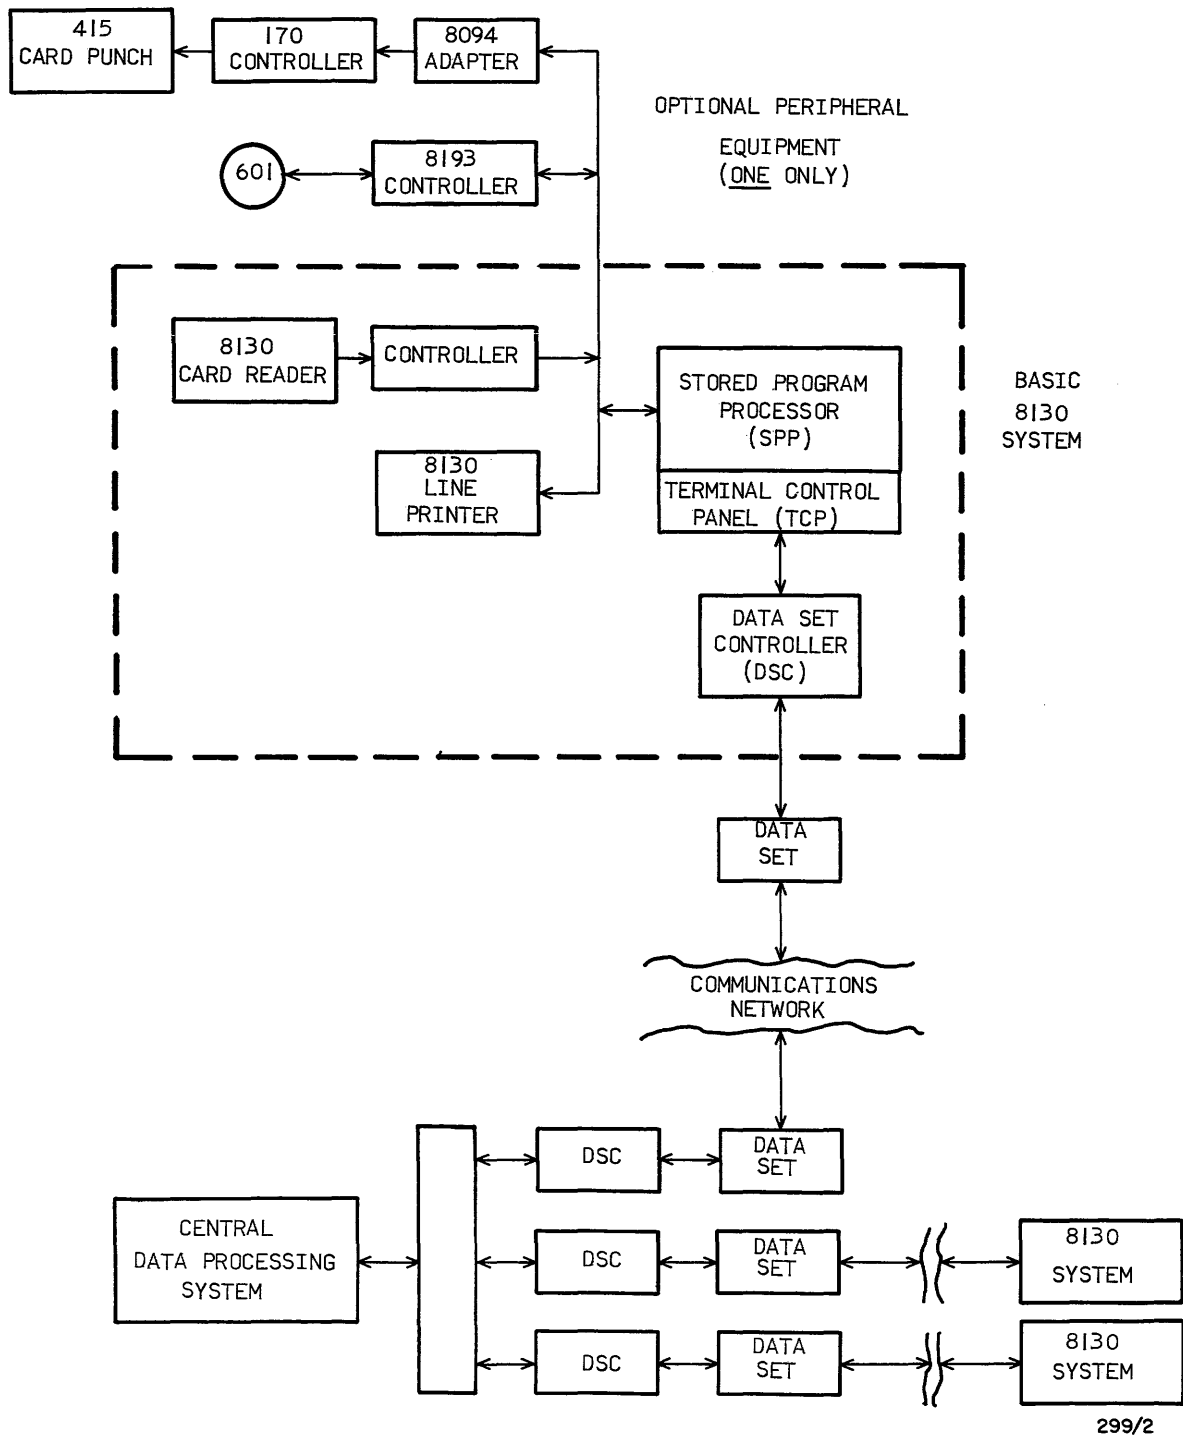 415
CARD PUNCH
170
CONTROLLER
8094
ADAPTER
OPTIONAL PERIPHERAL
EQUIPMENT
(ONE ONLY)
601
8193
CONTROLLER
8130
CARD READER
CONTROLLER
STORED PROGRAM
PROCESSOR
(SPP)
BASIC
8130
SYSTEM
8130
LINE
PRINTER
TERMINAL CONTROL
PANEL (TCP)
DATA SET
CONTROLLER
(DSC)
DATA
SET
COMMUNICATIONS
NETWORK
DSC
DATA
SET
CENTRAL
DATA PROCESSING
SYSTEM
DSC
DATA
SET
8130
SYSTEM
DSC
DATA
SET
8130
SYSTEM
299/2